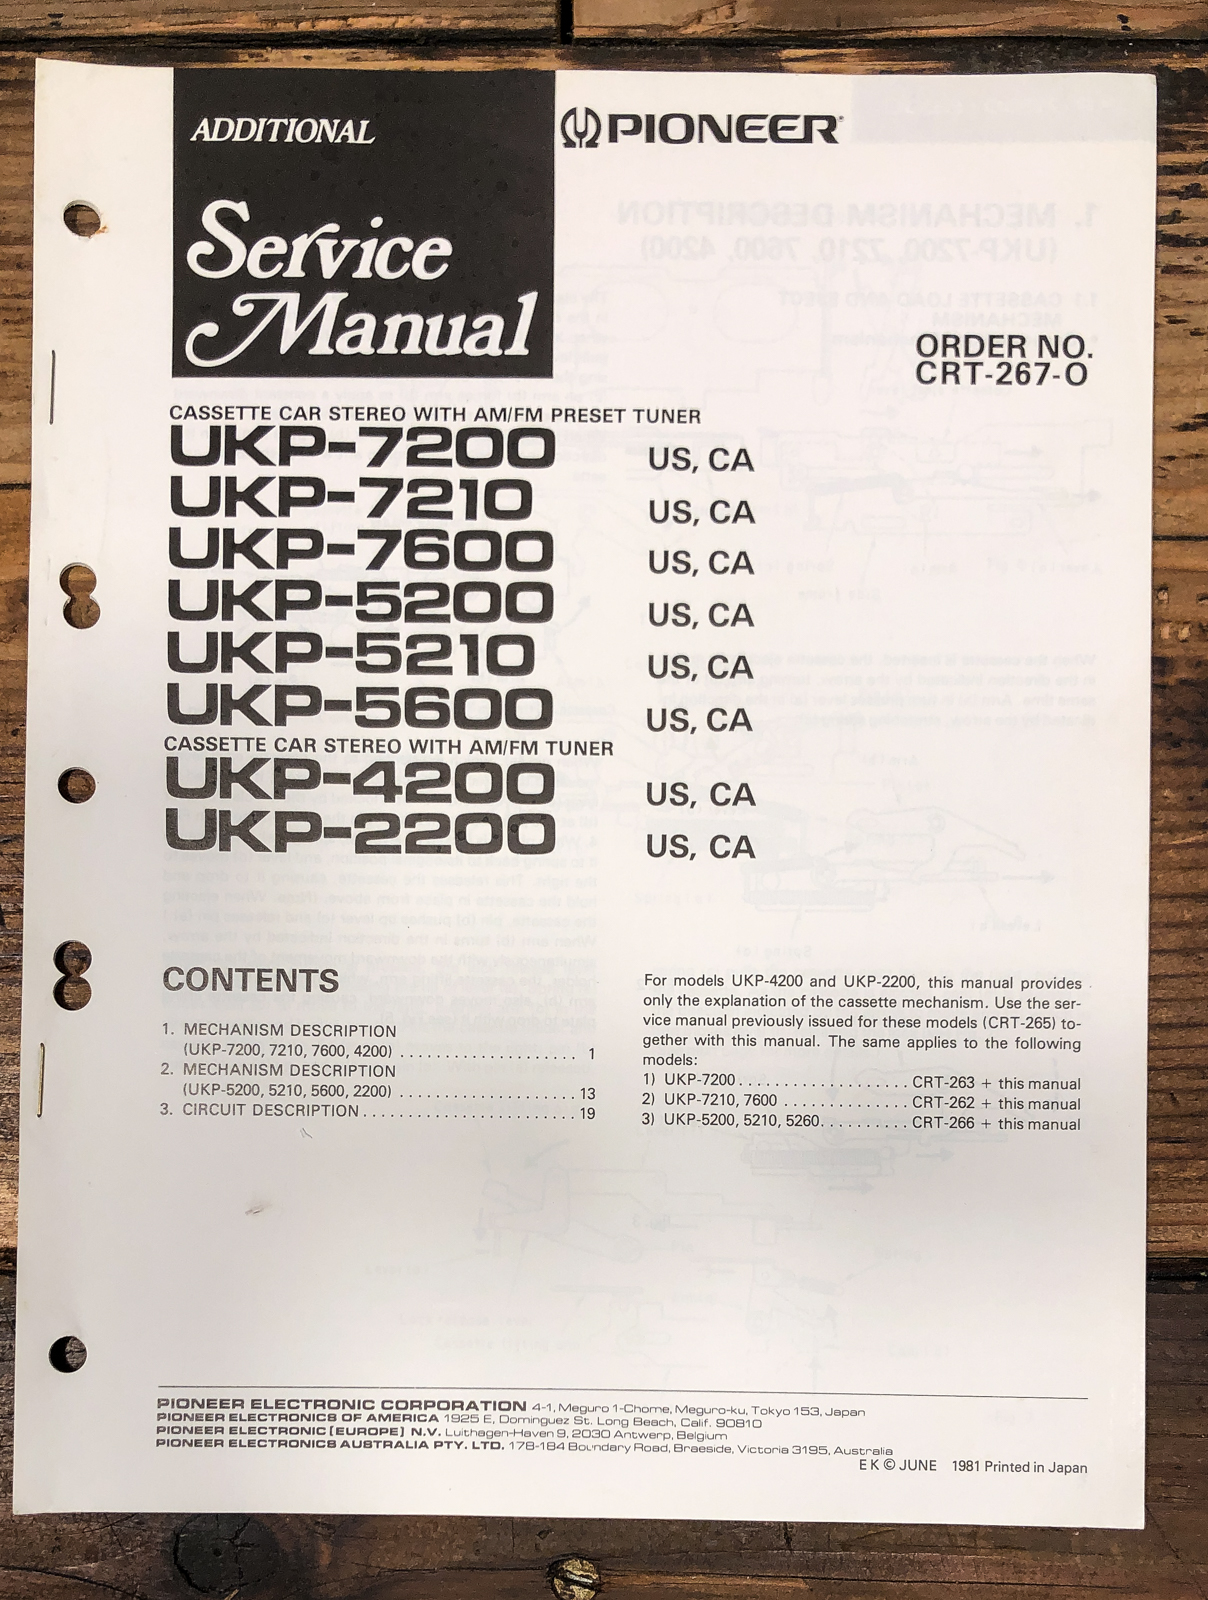 ADDITIONAL
Service
Manual
PIONEER
ORDER NO.
CRT-267-O
CASSETTE CAR STEREO WITH AM/FM PRESET TUNER
UKP-7200 US, CA
UKP-7210 US, CA
UKP-7600 US, CA
UKP-5200 US, CA
UKP-5210 US, CA
UKP-5600 US, CA
CASSETTE CAR STEREO WITH AM/FM TUNER
UKP-4200 US, CA
UKP-2200 US, CA
CONTENTS
1. MECHANISM DESCRIPTION
(UKP-7200, 7210, 7600, 4200) . . . . . . . . . . . . . . . . . . . . 1
2. MECHANISM DESCRIPTION
(UKP-5200, 5210, 5600, 2200) . . . . . . . . . . . . . . . . . . . . 13
3. CIRCUIT DESCRIPTION . . . . . . . . . . . . . . . . . . . . . . . . 19
For models UKP-4200 and UKP-2200, this manual provides
only the explanation of the cassette mechanism. Use the ser-
vice manual previously issued for these models (CRT-265) to-
gether with this manual. The same applies to the following
models:
1) UKP-7200 . . . . . . . . . . . . . . . . . . . CRT-263 + this manual
2) UKP-7210, 7600 . . . . . . . . . . . . . . CRT-262 + this manual
3) UKP-5200, 5210, 5260. . . . . . . . . . CRT-266 + this manual
PIONEER ELECTRONIC CORPORATION 4-1, Meguro 1-Chome, Meguro-ku, Tokyo 153, Japan
PIONEER ELECTRONICS OF AMERICA 1925 E, Dominguez St. Long Beach, Calif. 90810
PIONEER ELECTRONIC [EUROPE] N.V. Luithagen-Haven 9, 2030 Antwerp, Belgium
PIONEER ELECTRONICS AUSTRALIA PTY. LTD. 178-184 Boundary Road, Braeside, Victoria 3195, Australia
E K © JUNE 1981 Printed in Japan